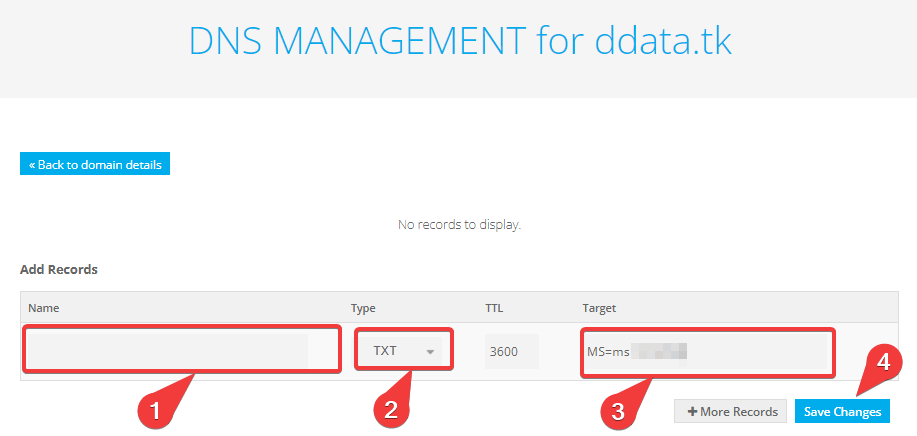 DNS MANAGEMENT for ddata.tk
« Back to domain details
No records to display.
Add Records
Name Type TTL Target
TXT 3600 MS=ms
1 2 3 4
+ More Records Save Changes